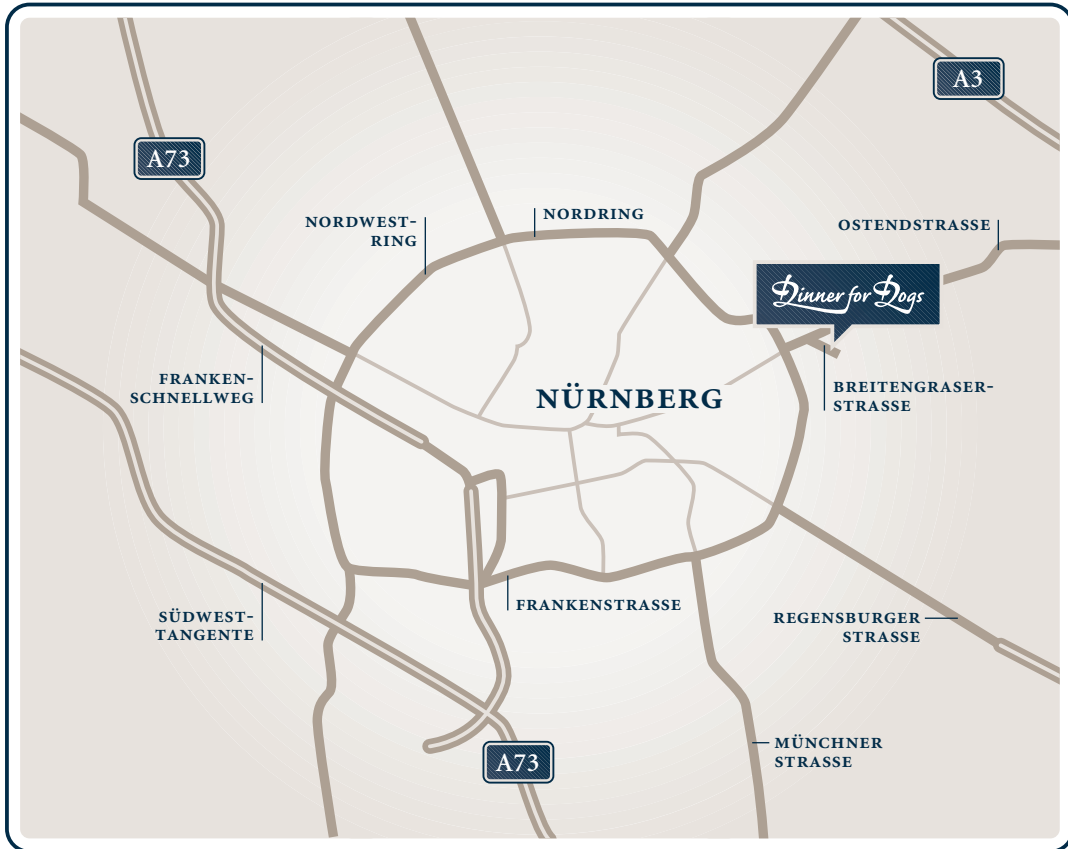 A3
A73
NORDWEST-
RING
NORDRING
OSTENDSTRASSE
Dinner for Dogs
FRANKEN-
SCHNELLWEG
NÜRNBERG
BREITENGRASER-
STRASSE
FRANKENSTRASSE
SÜDWEST-
TANGENTE
REGENSBURGER
STRASSE
MÜNCHNER
STRASSE
A73